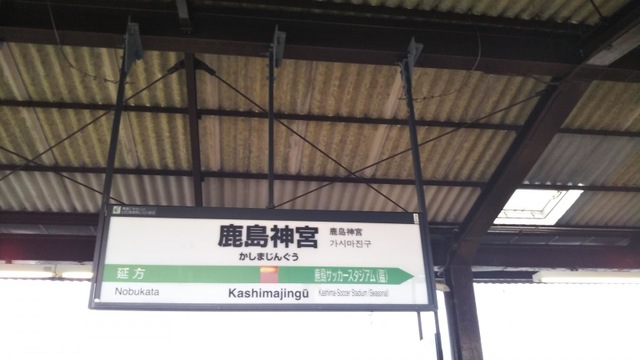 鹿島神宮
鹿岛神宫
가시마진구
かしまじんぐう
延方
鹿島サッカースタジアム(臨)
Nobukata
Kashimajingū
Kashima-Soccer Stadium (Seasonal)